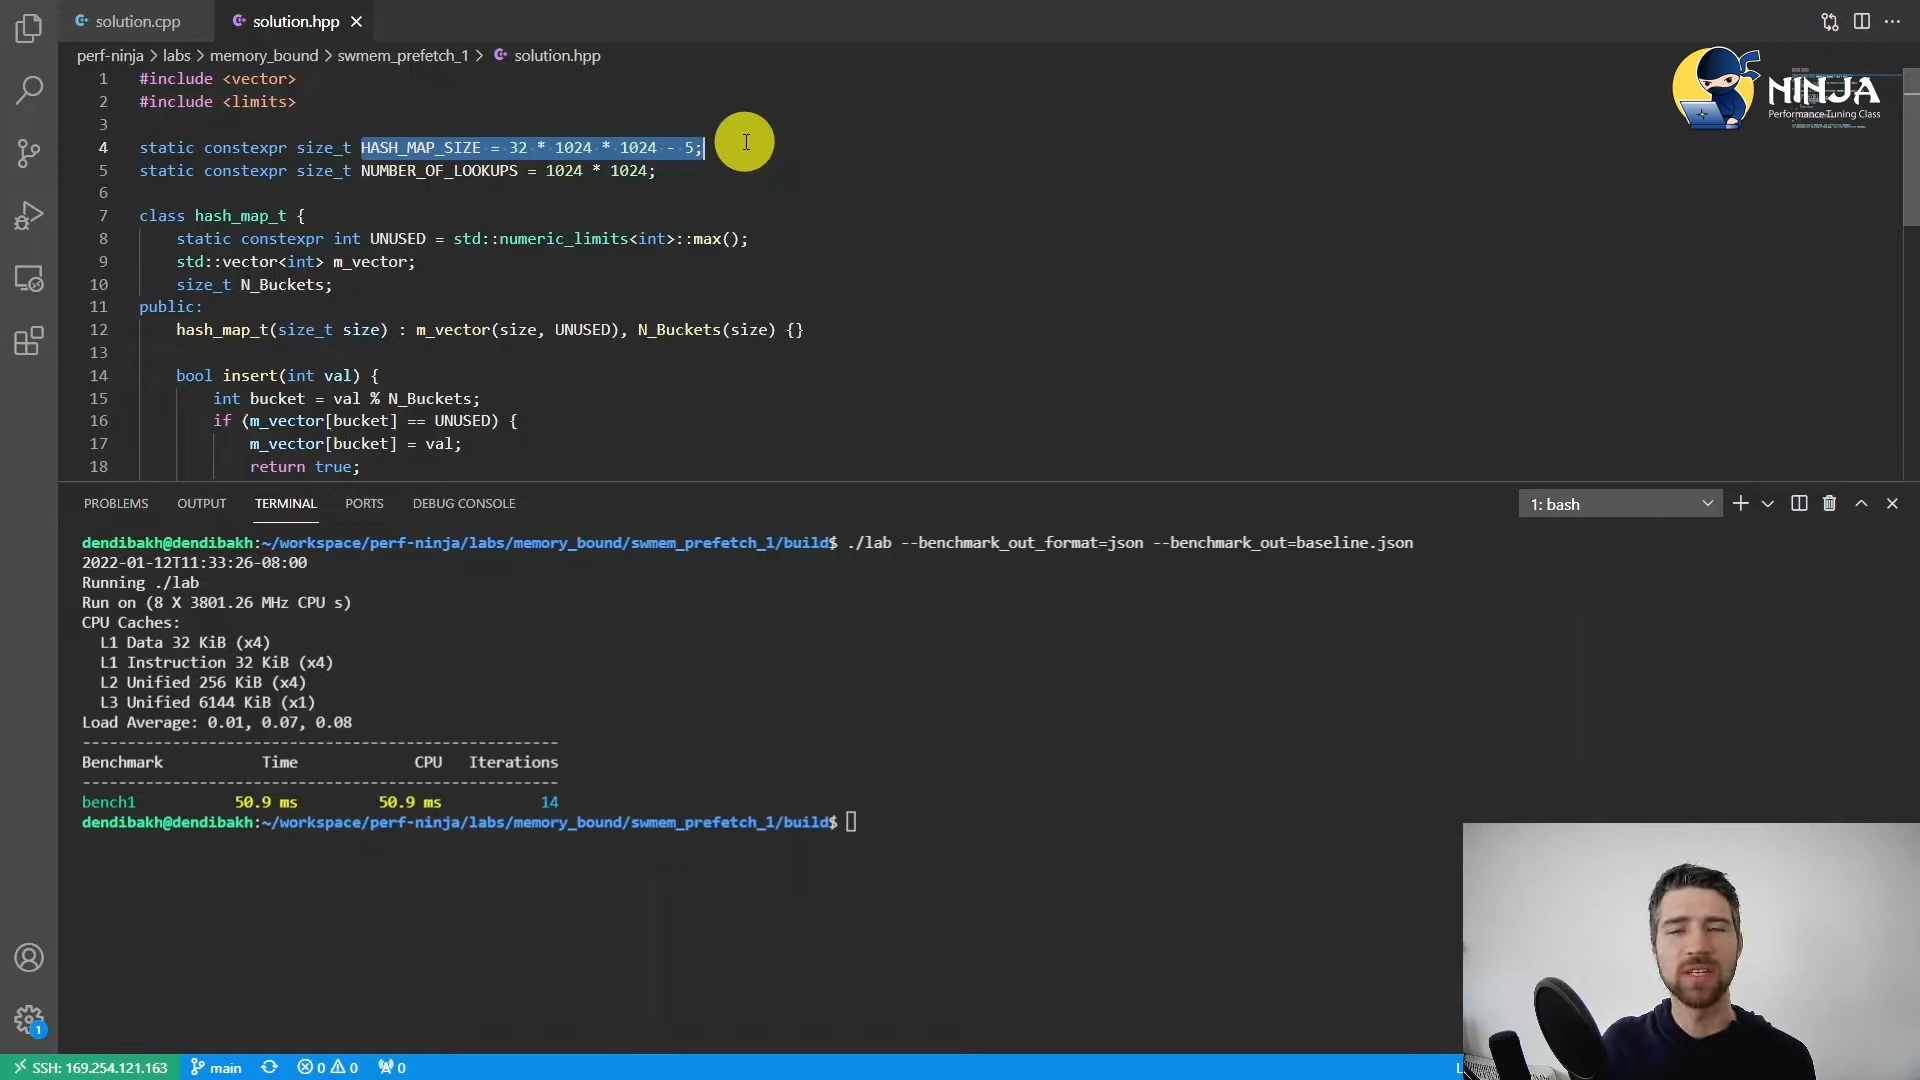 solution.cpp
solution.hpp
perf-ninja > labs > memory_bound > swmem_prefetch_1 > solution.hpp
NINJA
Performance Tuning Class
1 #include <vector>
2 #include <limits>
3
4 static constexpr size_t HASH_MAP_SIZE = 32 * 1024 * 1024 - 5;
5 static constexpr size_t NUMBER_OF_LOOKUPS = 1024 * 1024;
6
7 class hash_map_t {
8 static constexpr int UNUSED = std::numeric_limits<int>::max();
9 std::vector<int> m_vector;
10 size_t N_Buckets;
11 public:
12 hash_map_t(size_t size) : m_vector(size, UNUSED), N_Buckets(size) {}
13
14 bool insert(int val) {
15 int bucket = val % N_Buckets;
16 if (m_vector[bucket] == UNUSED) {
17 m_vector[bucket] = val;
18 return true;
PROBLEMS OUTPUT TERMINAL PORTS DEBUG CONSOLE
1: bash
dendibakh@dendibakh:~/workspace/perf-ninja/labs/memory_bound/swmem_prefetch_1/build$ ./lab --benchmark_out_format=json --benchmark_out=baseline.json
2022-01-12T11:33:26-08:00
Running ./lab
Run on (8 X 3801.26 MHz CPU s)
CPU Caches:
L1 Data 32 KiB (x4)
L1 Instruction 32 KiB (x4)
L2 Unified 256 KiB (x4)
L3 Unified 6144 KiB (x1)
Load Average: 0.01, 0.07, 0.08
-----------------------------------------------------
Benchmark Time CPU Iterations
-----------------------------------------------------
bench1 50.9 ms 50.9 ms 14
dendibakh@dendibakh:~/workspace/perf-ninja/labs/memory_bound/swmem_prefetch_1/build$
1
SSH: 169.254.121.163 main 0 0 0